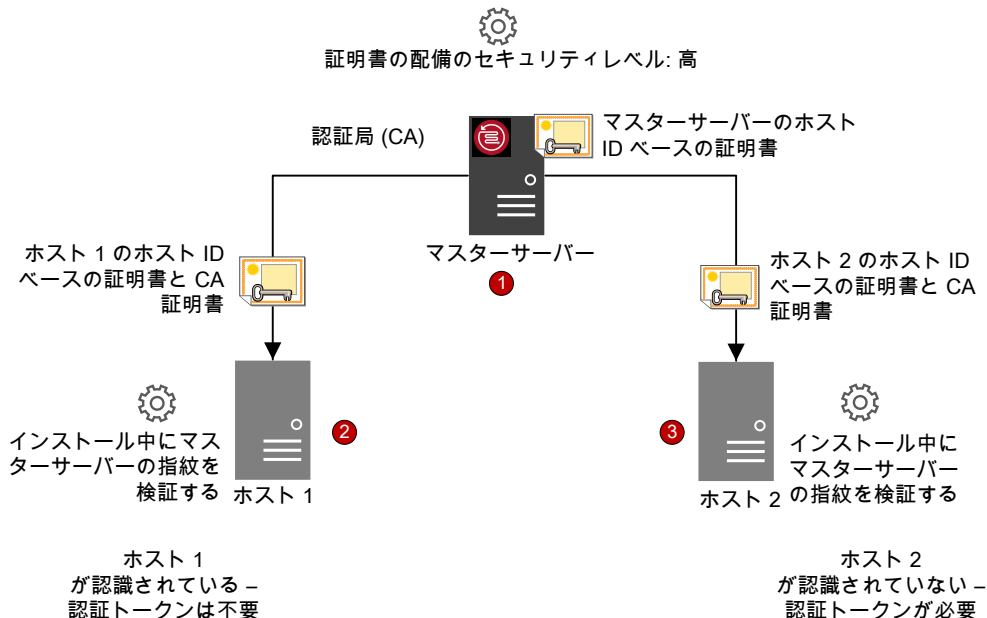 証明書の配備のセキュリティレベル: 高
認証局 (CA)
マスターサーバーのホスト
ID ベースの証明書
マスターサーバー
1
ホスト 1 のホスト ID
ベースの証明書と CA
証明書
ホスト 2 のホスト ID
ベースの証明書と CA
証明書
インストール中にマス
ターサーバーの指紋を
検証する
ホスト 1
2
3
ホスト 2
インストール中に
マスターサーバー
の指紋を検証する
ホスト 1
が認識されている –
認証トークンは不要
ホスト 2
が認識されていない –
認証トークンが必要